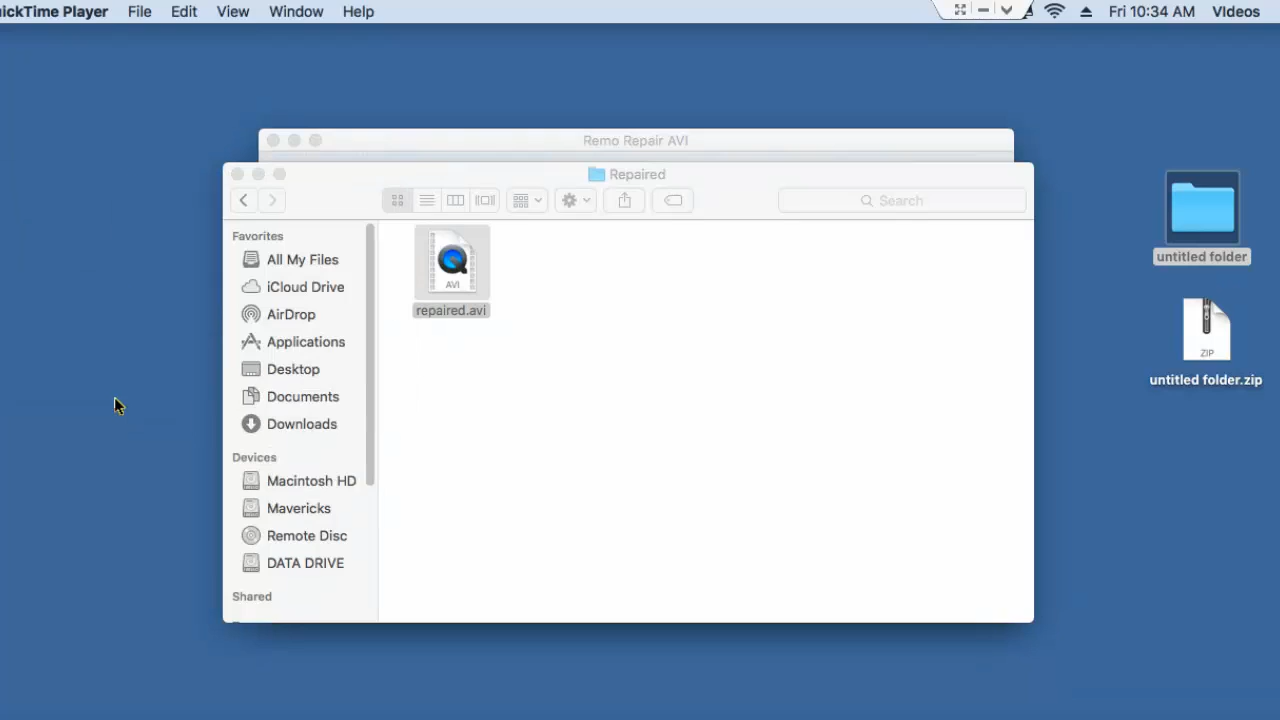 uickTime Player File Edit View Window Help Fri 10:34 AM VIdeos
Remo Repair AVI
Repaired
Search
Favorites
All My Files
iCloud Drive
AirDrop
Applications
Desktop
Documents
Downloads
Devices
Macintosh HD
Mavericks
Remote Disc
DATA DRIVE
Shared
AVI
repaired.avi
untitled folder
ZIP
untitled folder.zip